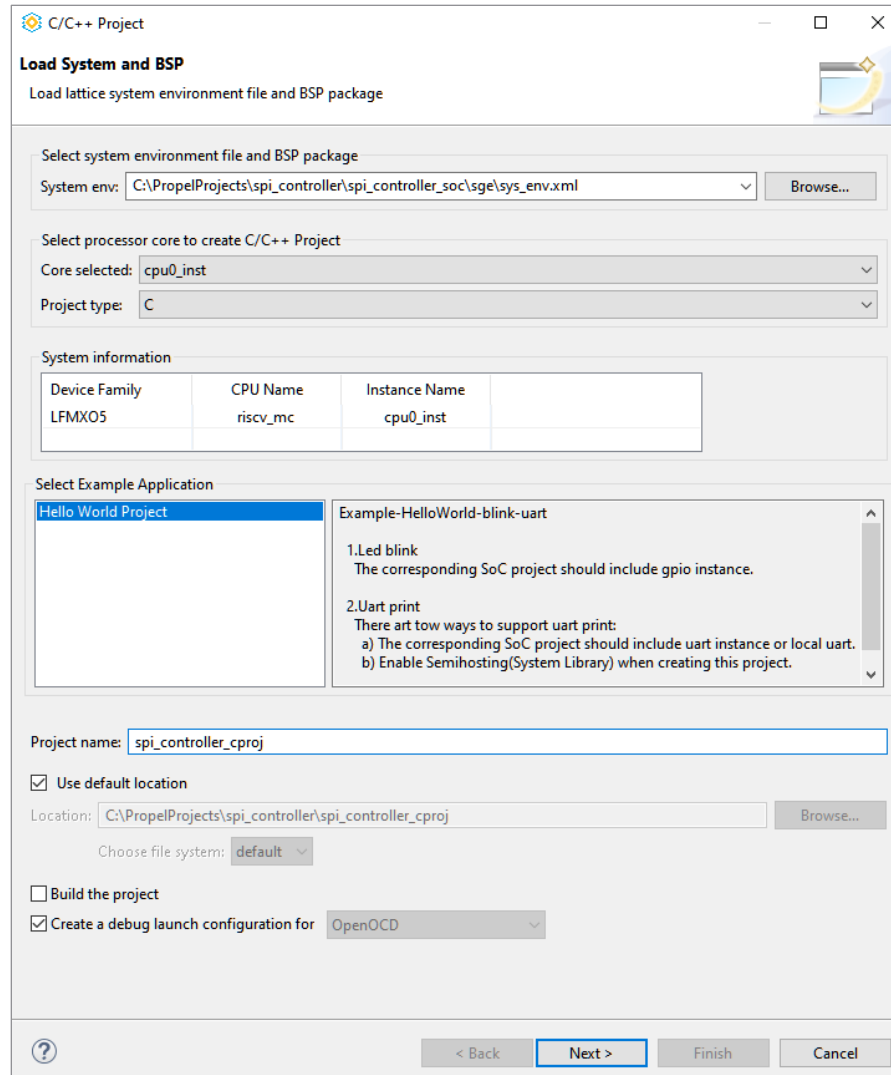 C/C++ Project
Load System and BSP
Load lattice system environment file and BSP package
Select system environment file and BSP package
System env: C:\PropelProjects\spi_controller\spi_controller_soc\sge\sys_env.xml Browse...
Select processor core to create C/C++ Project
Core selected: cpu0_inst
Project type: C
System information
Device Family CPU Name Instance Name
LFMXO5 riscv_mc cpu0_inst
Select Example Application
Hello World Project
Example-HelloWorld-blink-uart
1.Led blink
The corresponding SoC project should include gpio instance.
2.Uart print
There art tow ways to support uart print:
a) The corresponding SoC project should include uart instance or local uart.
b) Enable Semihosting(System Library) when creating this project.
Project name: spi_controller_cproj
Use default location
Location: C:\PropelProjects\spi_controller\spi_controller_cproj Browse...
Choose file system: default
Build the project
Create a debug launch configuration for OpenOCD
? < Back Next > Finish Cancel